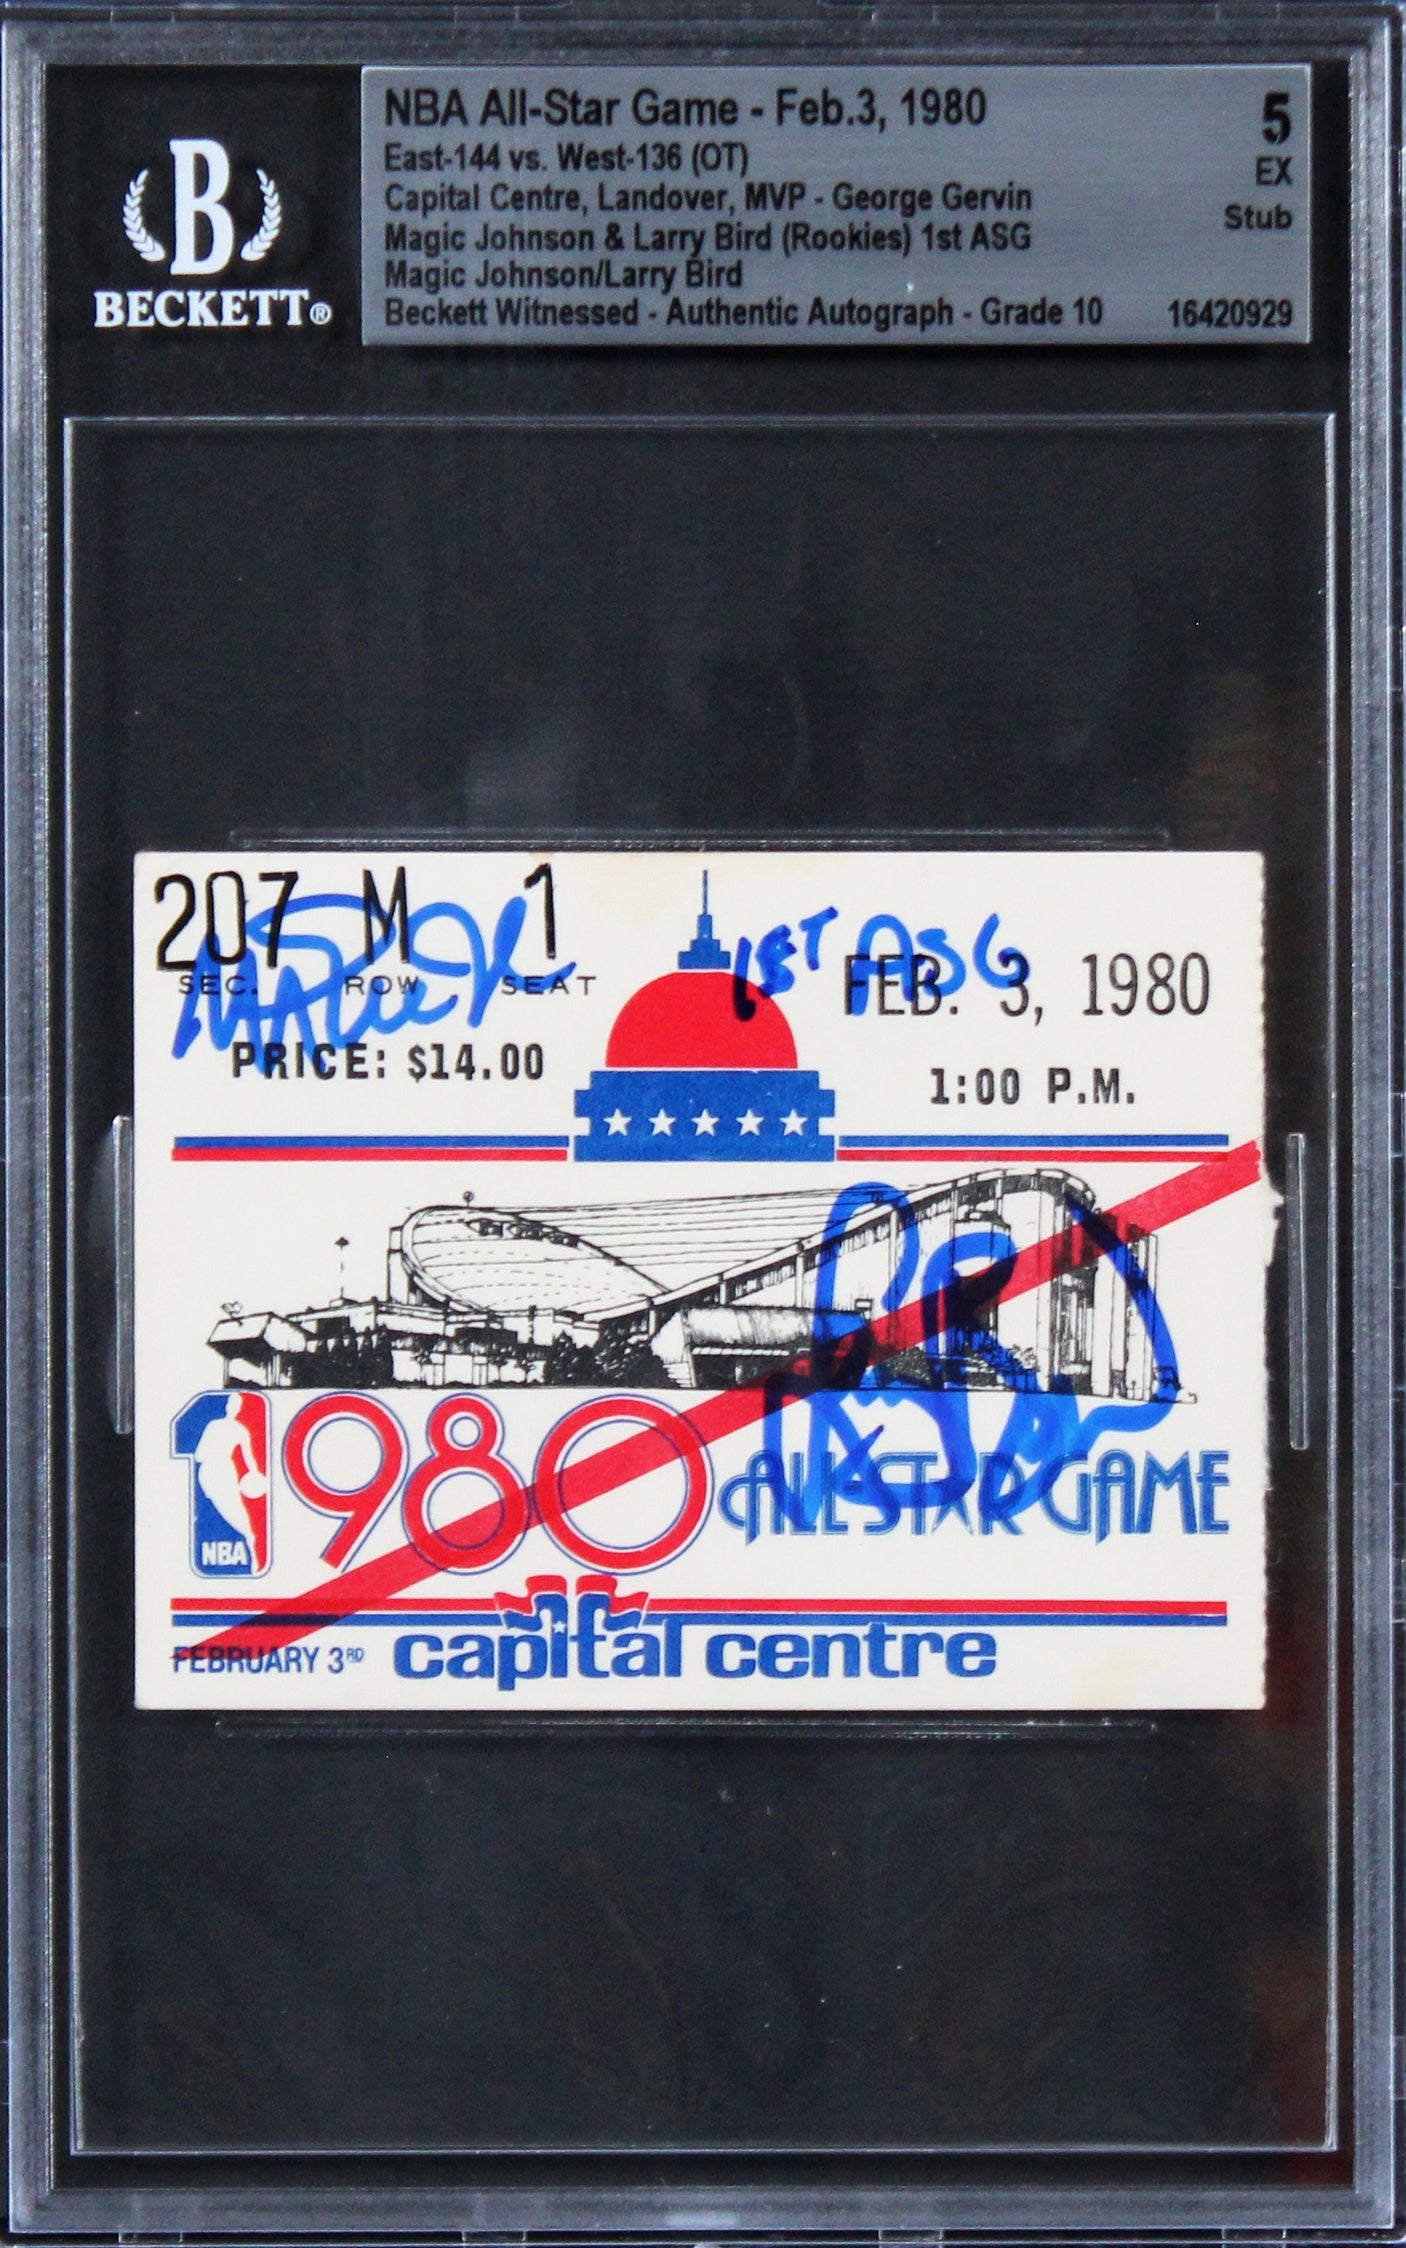 NBA All-Star Game - Feb.3, 1980
5
East-144 vs. West-136 (OT)
EX
Capital Centre, Landover, MVP - George Gervin
Stub
Magic Johnson & Larry Bird (Rookies) 1st ASG
Magic Johnson/Larry Bird
Beckett Witnessed - Authentic Autograph - Grade 10
16420929
B
BECKETT®
207 M 1
SEC. ROW SEAT
1ST ASG
FEB. 3, 1980
PRICE: $14.00
1:00 P.M.
Magic J
Larry Bird
1980 ALL-STAR GAME
NBA
FEBRUARY 3RD capital centre